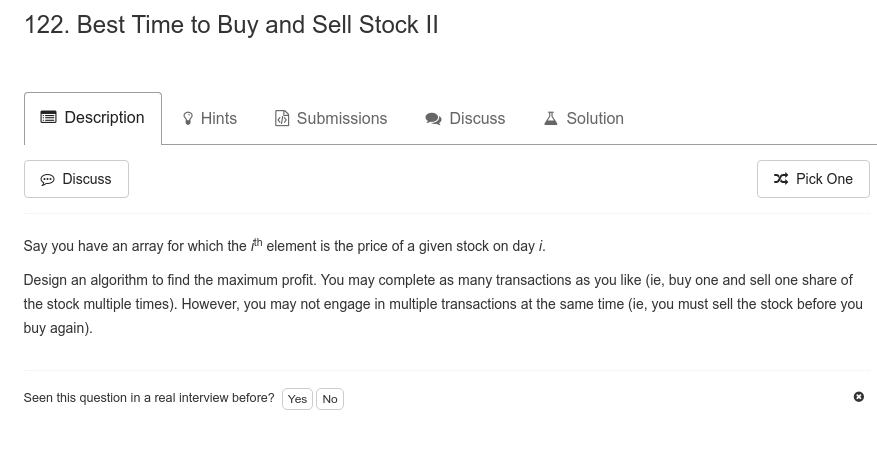 122. Best Time to Buy and Sell Stock II
Description Hints Submissions Discuss Solution
Discuss Pick One
Say you have an array for which the ith element is the price of a given stock on day i.
Design an algorithm to find the maximum profit. You may complete as many transactions as you like (ie, buy one and sell one share of
the stock multiple times). However, you may not engage in multiple transactions at the same time (ie, you must sell the stock before you
buy again).
Seen this question in a real interview before? Yes No